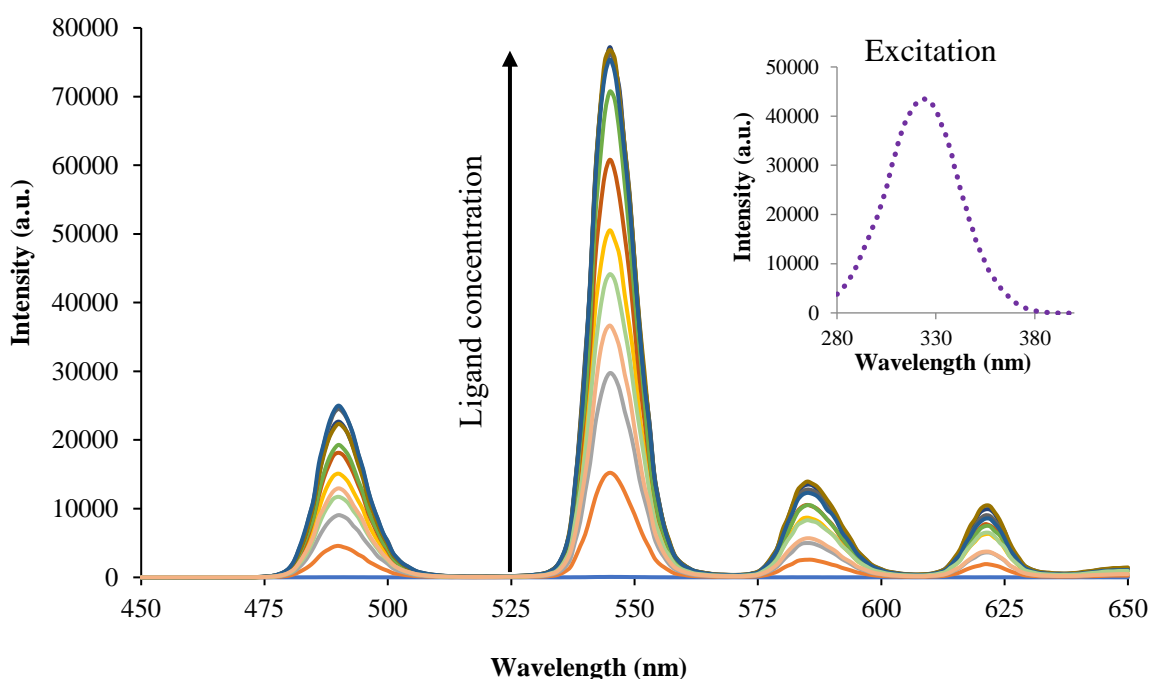 80000
70000
60000
50000
40000
30000
20000
10000
0
Intensity (a.u.)
450 475 500 525 550 575 600 625 650
Wavelength (nm)
Ligand concentration
Excitation
50000
40000
30000
20000
10000
0
Intensity (a.u.)
280 330 380
Wavelength (nm)